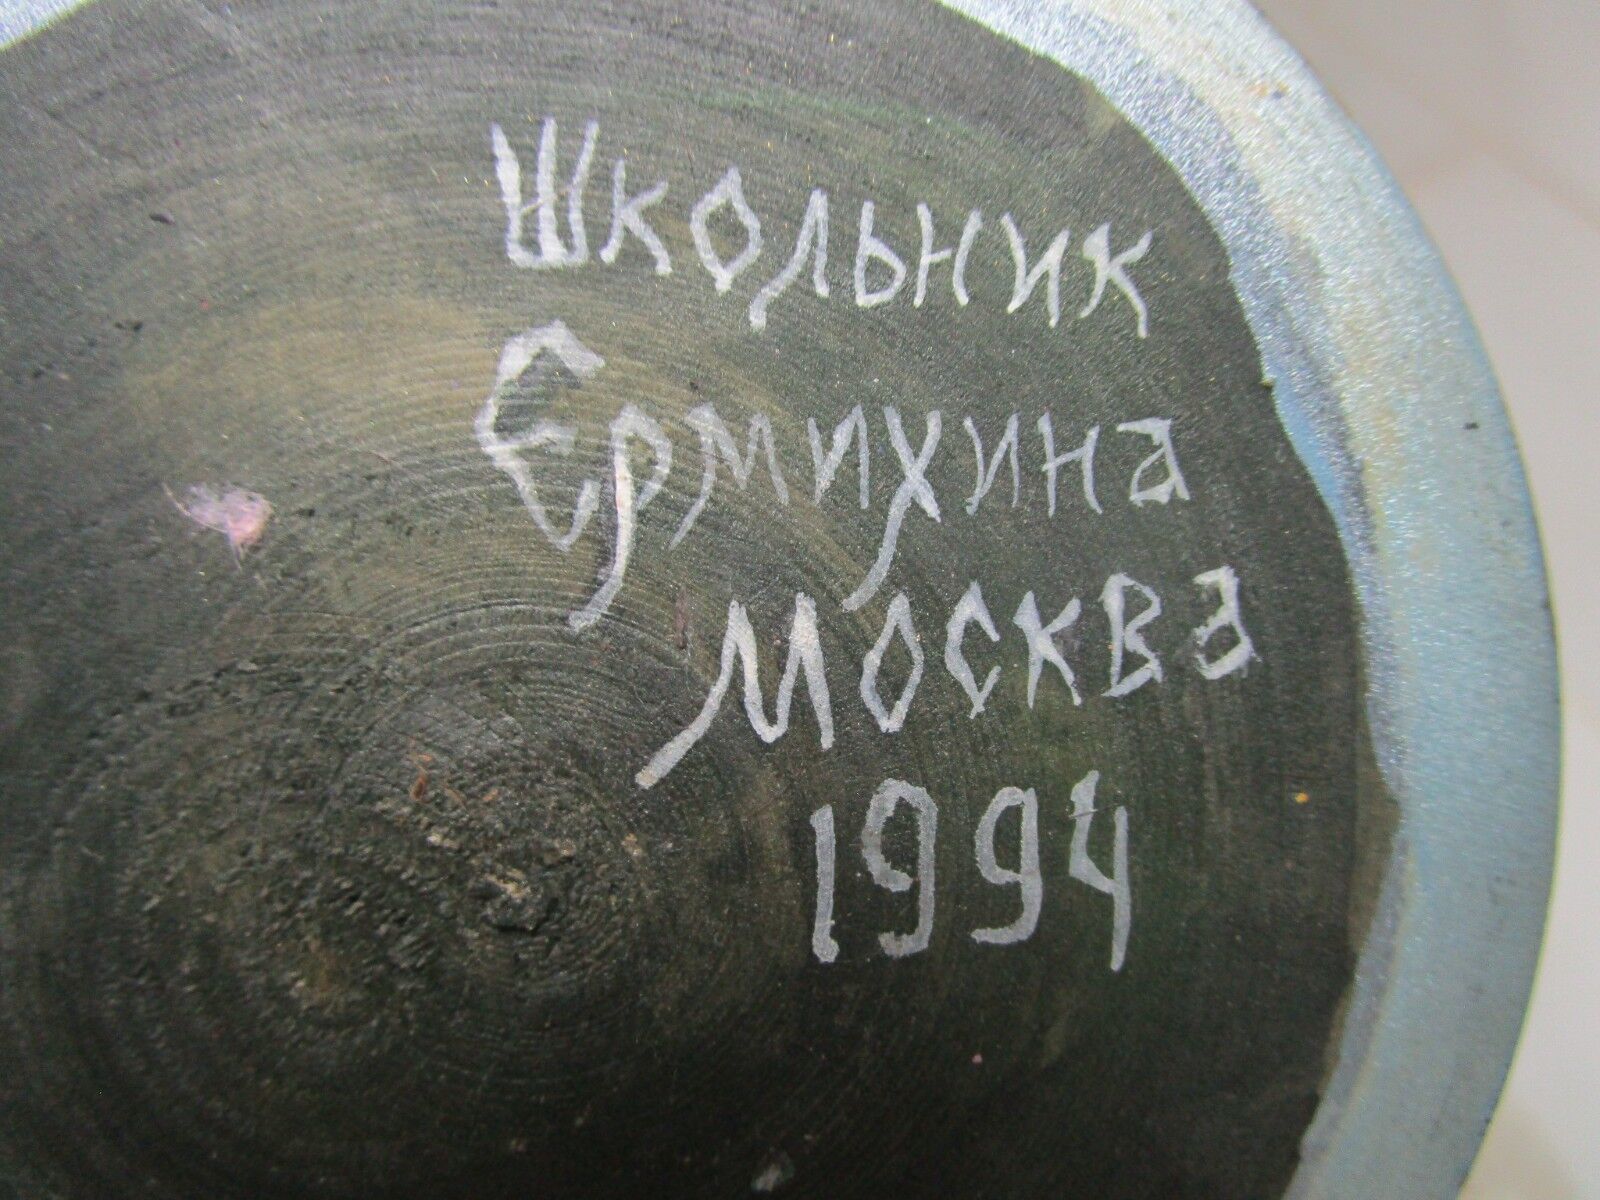 Школьник
Ермихина
Москва
1994